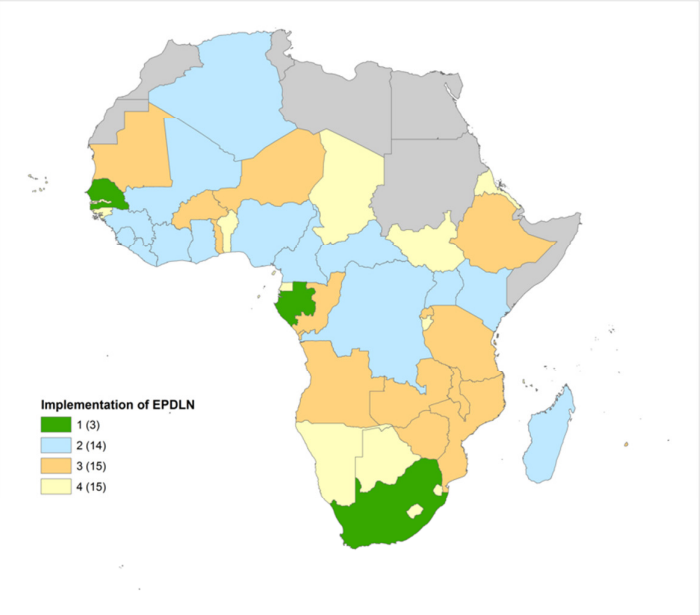 Implementation of EPDLN
1 (3)
2 (14)
3 (15)
4 (15)